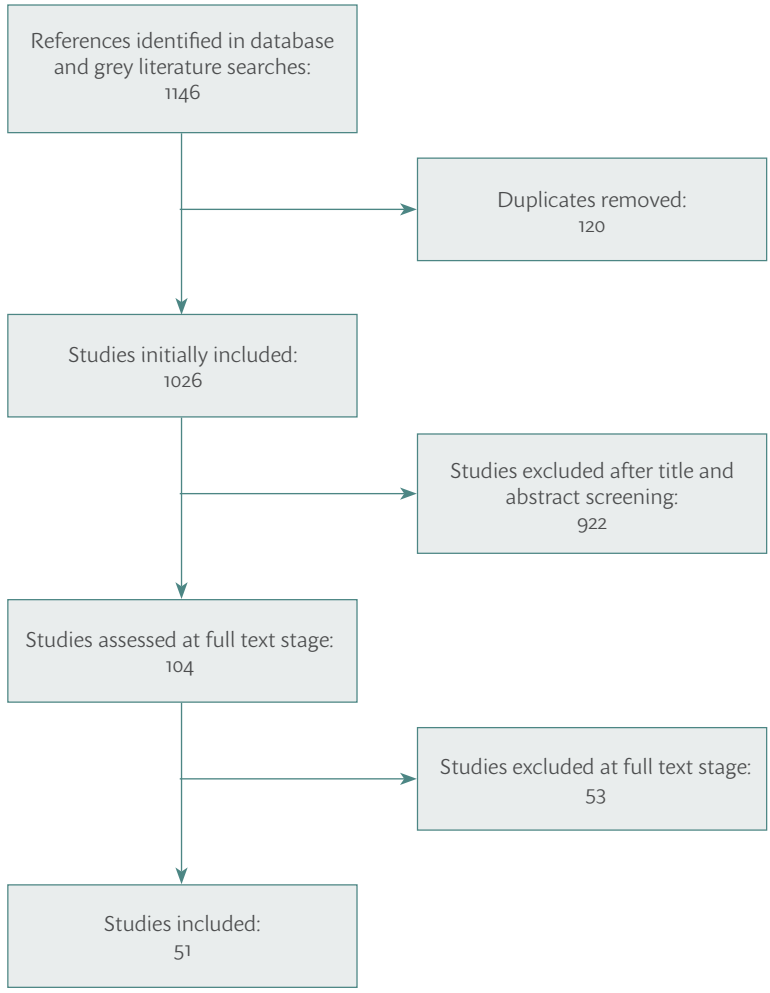 References identified in database
and grey literature searches:
1146
Duplicates removed:
120
Studies initially included:
1026
Studies excluded after title and
abstract screening:
922
Studies assessed at full text stage:
104
Studies excluded at full text stage:
53
Studies included:
51